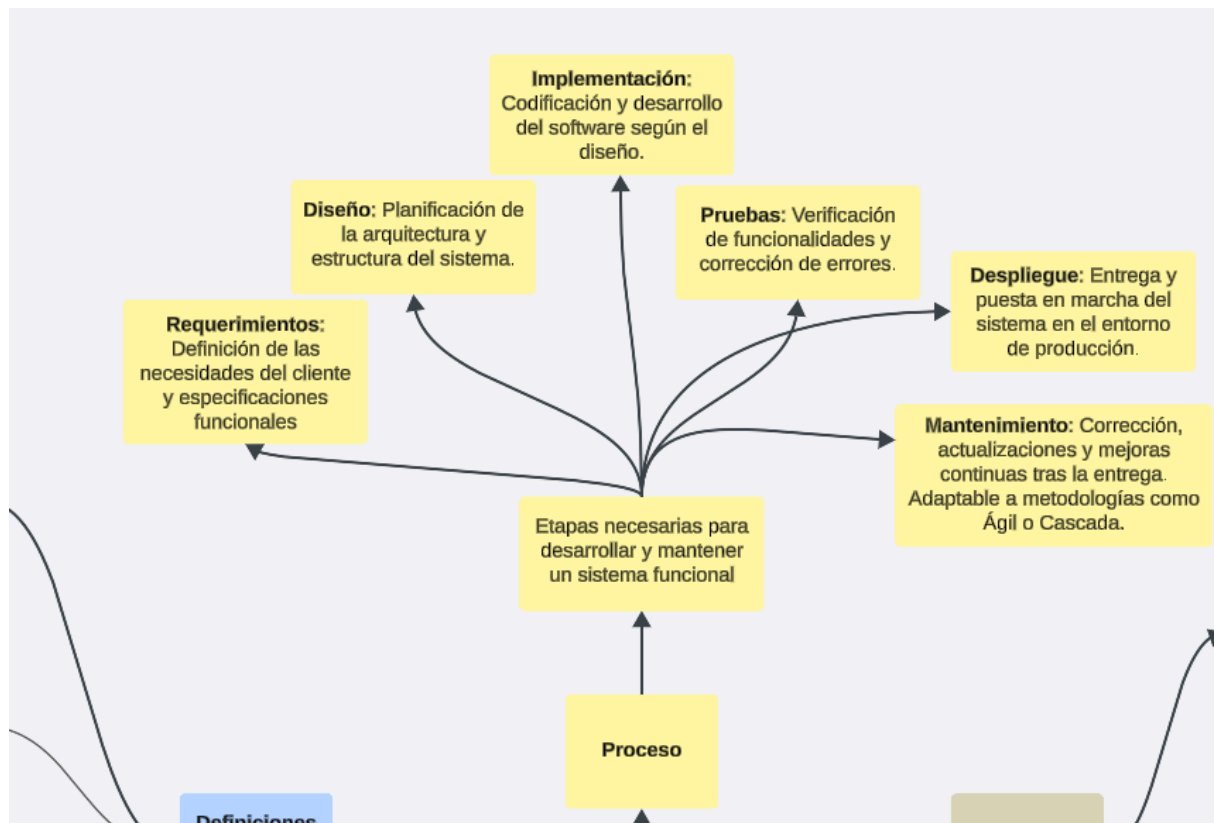 Implementación:
Codificación y desarrollo
del software según el
diseño.
Diseño: Planificación de
la arquitectura y
estructura del sistema.
Pruebas: Verificación
de funcionalidades y
corrección de errores.
Despliegue: Entrega y
puesta en marcha del
sistema en el entorno
de producción.
Requerimientos:
Definición de las
necesidades del cliente
y especificaciones
funcionales
Mantenimiento: Corrección,
actualizaciones y mejoras
continuas tras la entrega.
Adaptable a metodologías como
Ágil o Cascada.
Etapas necesarias para
desarrollar y mantener
un sistema funcional
Proceso
Definiciones